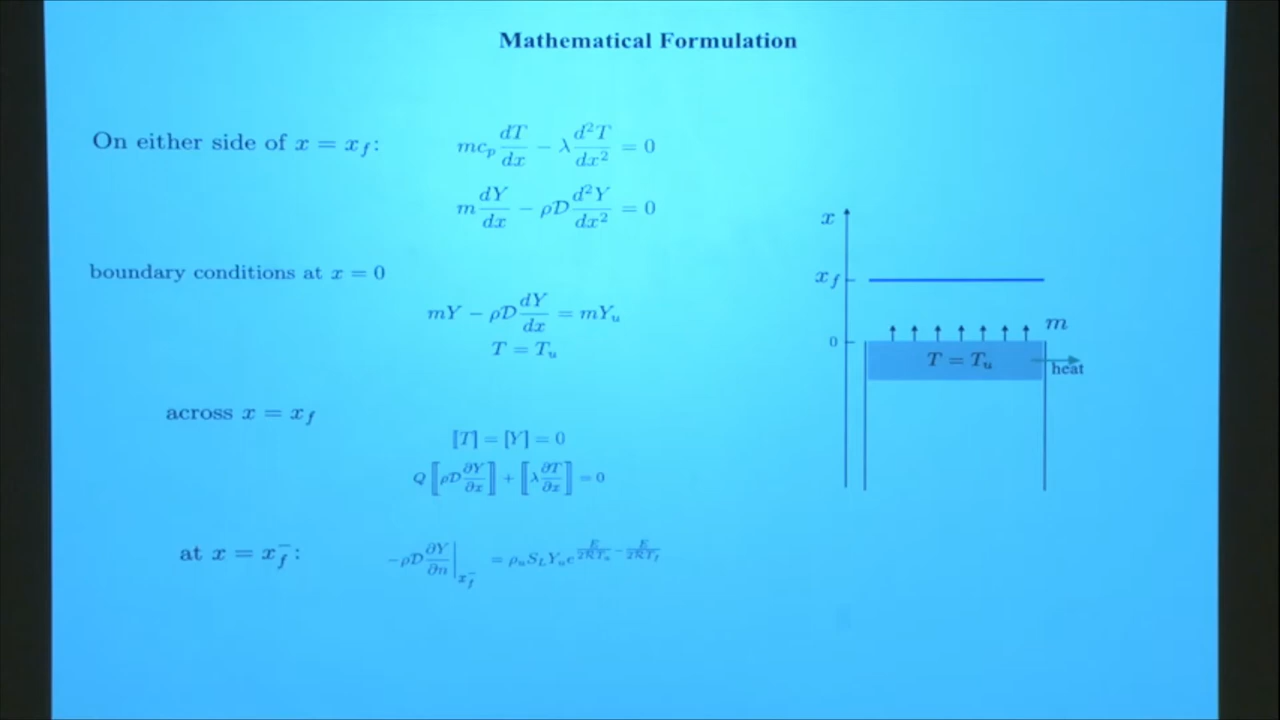 Mathematical Formulation
On either side of x = x_f: mc_p dT/dx − λ d²T/dx² = 0
m dY/dx − ρ𝒟 d²Y/dx² = 0
boundary conditions at x = 0
mY − ρ𝒟 dY/dx = mY_u
T = T_u
across x = x_f
⟦T⟧ = ⟦Y⟧ = 0
Q ⟦ρ𝒟 ∂Y/∂x⟧ + ⟦λ ∂T/∂x⟧ = 0
at x = x_f^−: −ρ𝒟 ∂Y/∂n |_{x_f^−} = ρ_u S_L Y_u e^{E/2ℛT_a − E/2ℛT_f}
x
x_f
m
0
T = T_u
heat